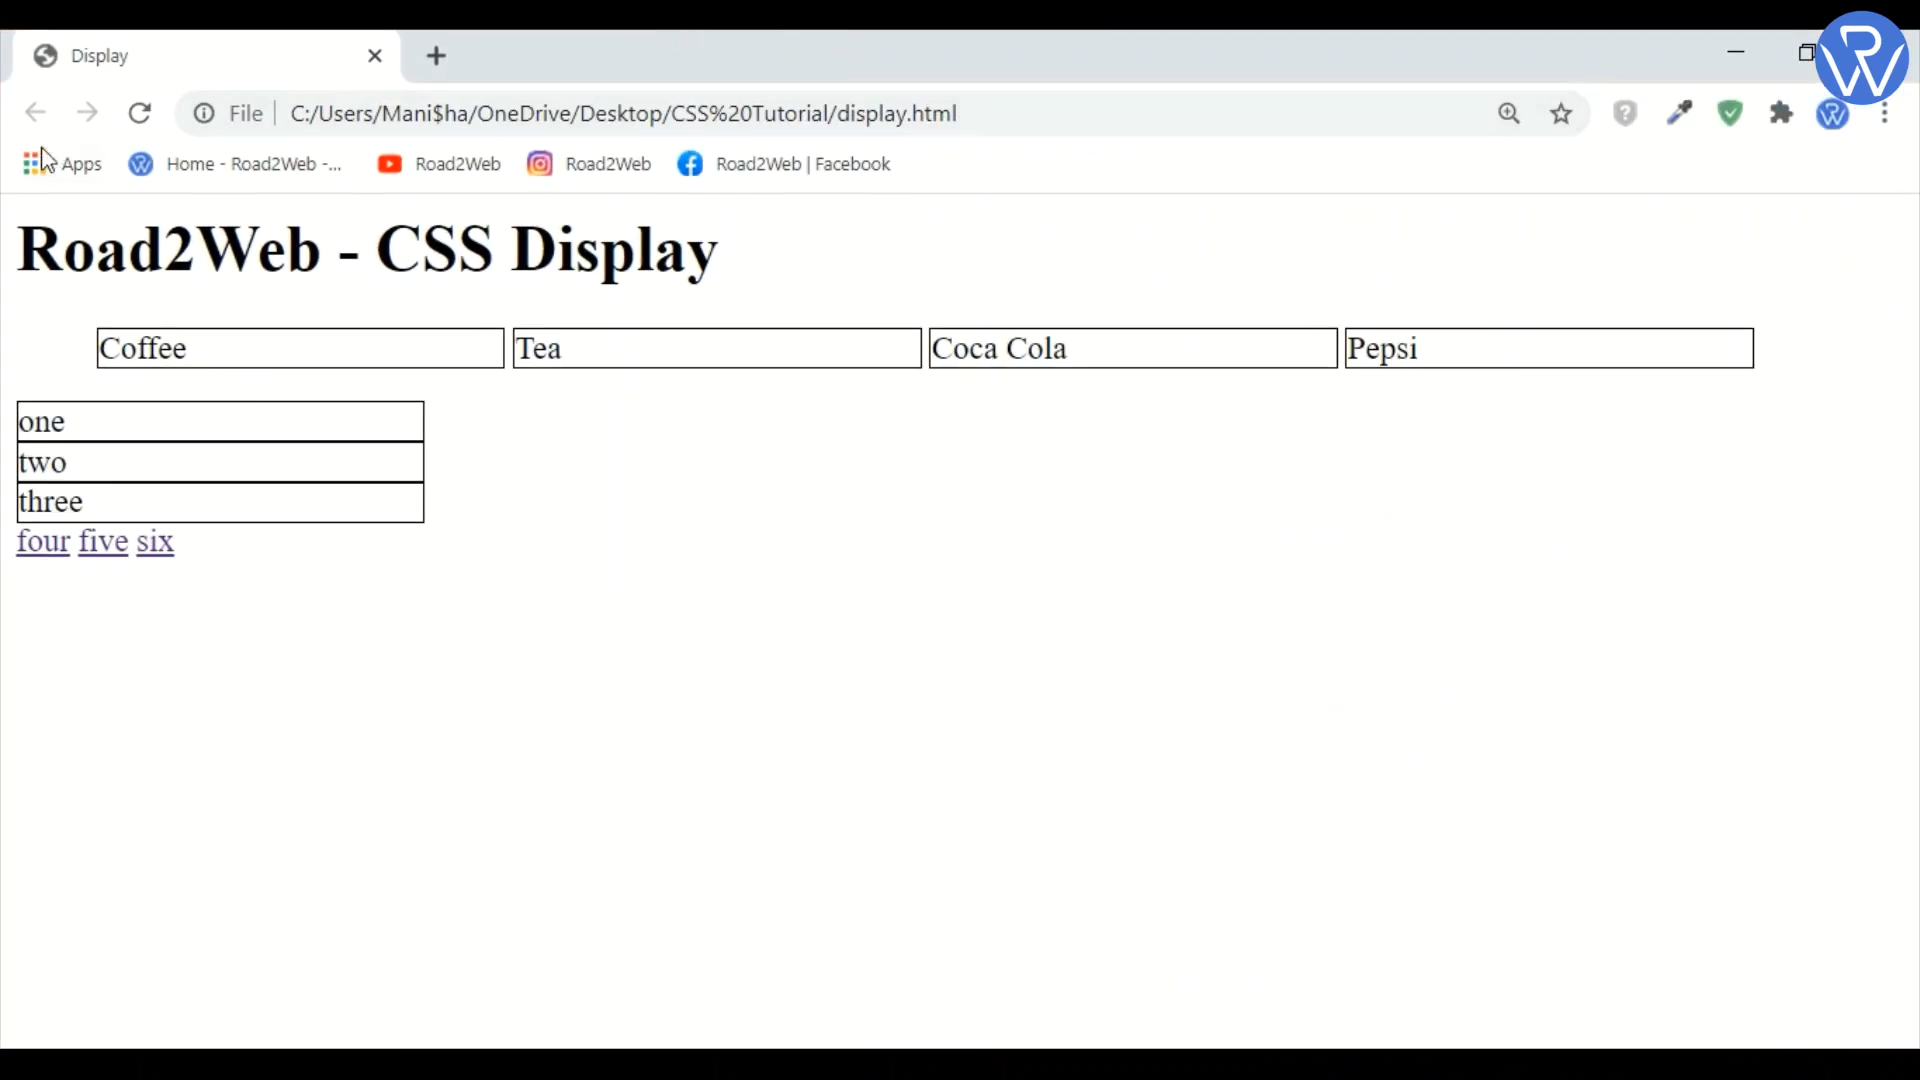 Display
File C:/Users/Mani$ha/OneDrive/Desktop/CSS%20Tutorial/display.html
Apps Home - Road2Web -... Road2Web Road2Web Road2Web | Facebook
Road2Web - CSS Display
Coffee Tea Coca Cola Pepsi
one
two
three
four five six